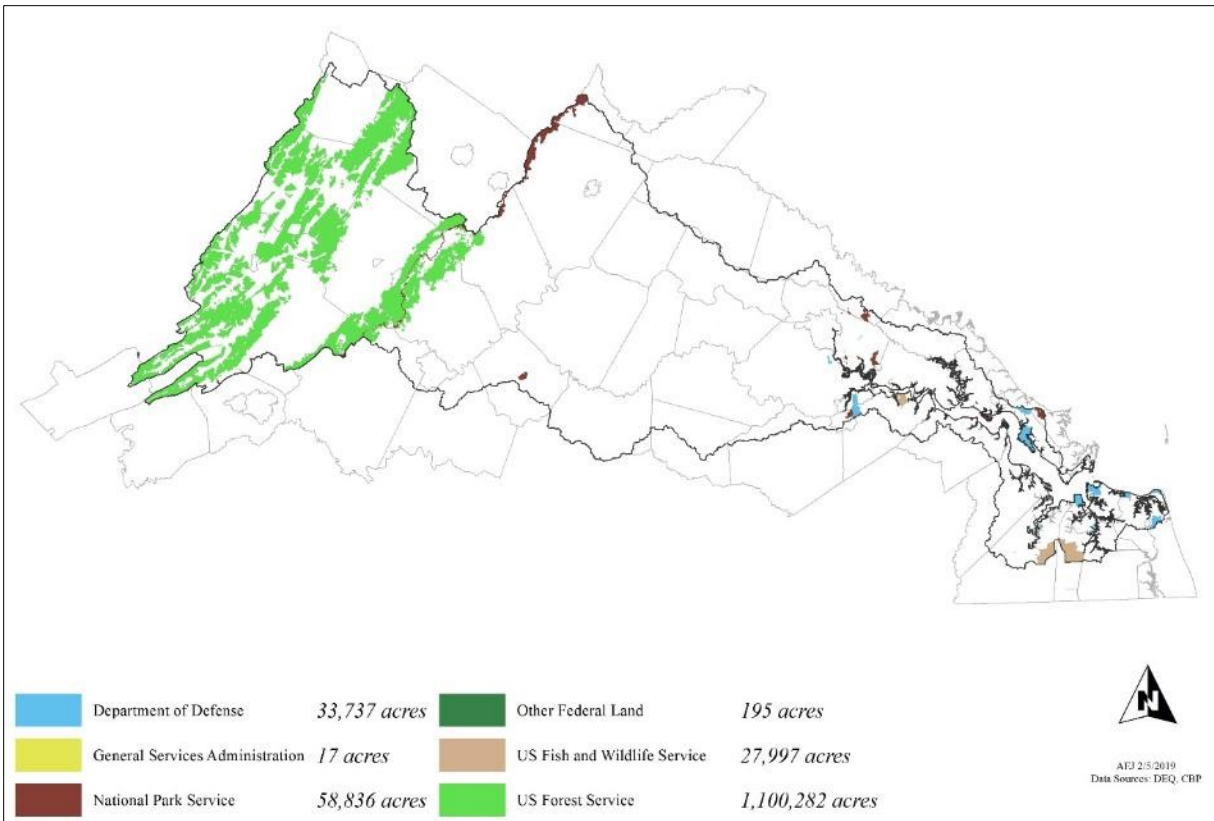 Department of Defense 33,737 acres
General Services Administration 17 acres
National Park Service 58,836 acres
Other Federal Land 195 acres
US Fish and Wildlife Service 27,997 acres
US Forest Service 1,100,282 acres
N
AEJ 2/5/2019
Data Sources: DEQ, CBP